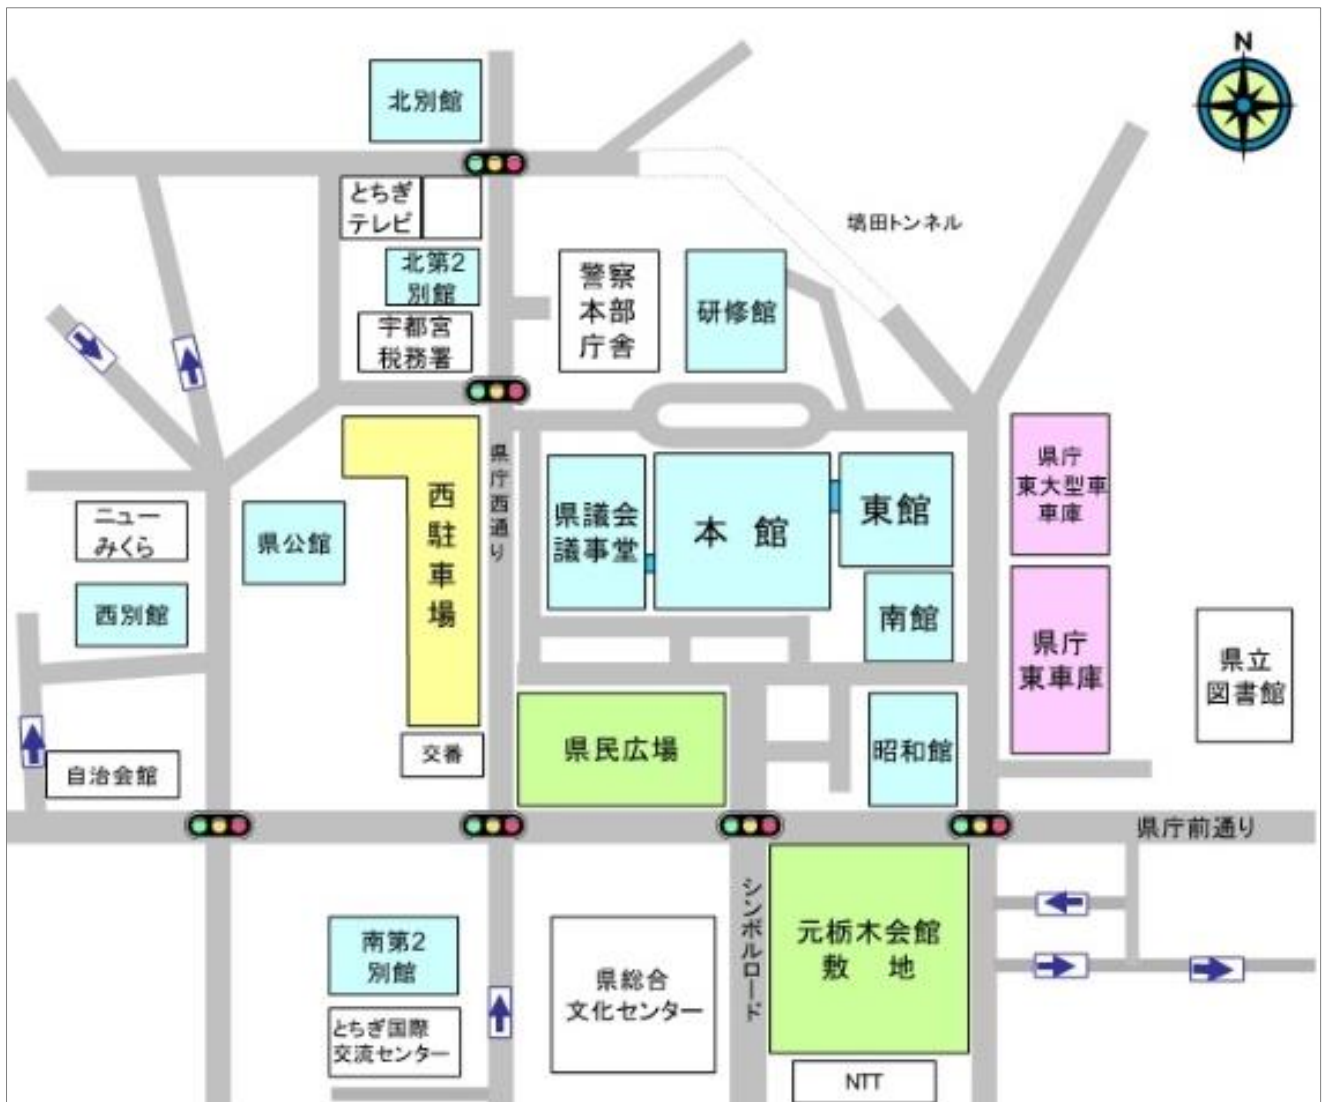 N
北別館
とちぎ
テレビ
塙田トンネル
北第2
別館
警察
本部
庁舎
研修館
宇都宮
税務署
県庁西通り
西駐車場
県議会
議事堂
本 館
東館
県庁
東大型車
車庫
ニュー
みくら
県公館
西別館
南館
県庁
東車庫
県立
図書館
交番
県民広場
昭和館
自治会館
県庁前通り
シンボルロード
元栃木会館
敷 地
南第2
別館
県総合
文化センター
とちぎ国際
交流センター
NTT